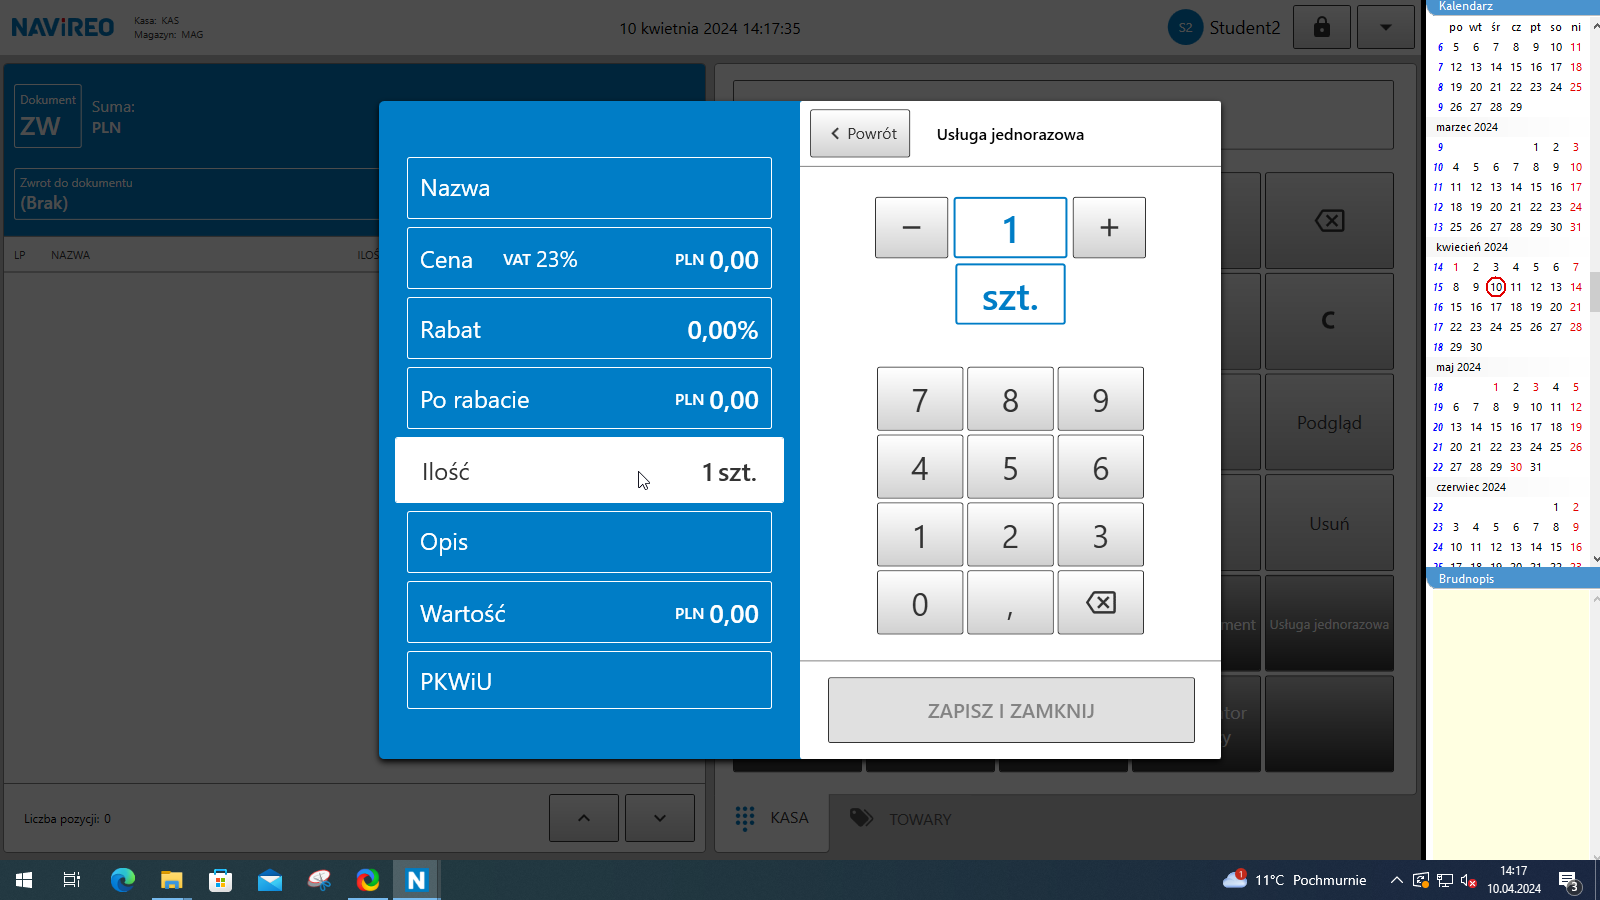 NAVIREO
Kasa: KAS
Magazyn: MAG
10 kwietnia 2024 14:17:35
S2
Student2
Dokument
ZW
Suma:
PLN
Zwrot do dokumentu
(Brak)
LP NAZWA
Liczba pozycji: 0
Nazwa
Cena VAT 23% PLN 0,00
Rabat 0,00%
Po rabacie PLN 0,00
Ilość 1 szt.
Opis
Wartość PLN 0,00
PKWiU
Powrót
Usługa jednorazowa
− 1 +
szt.
7 8 9
4 5 6
1 2 3
0 ,
ZAPISZ I ZAMKNIJ
C
Podgląd
Usuń
Usługa jednorazowa
KASA
TOWARY
Kalendarz
po wt śr cz pt so ni
6 5 6 7 8 9 10 11
7 12 13 14 15 16 17 18
8 19 20 21 22 23 24 25
9 26 27 28 29
marzec 2024
9 1 2 3
10 4 5 6 7 8 9 10
11 11 12 13 14 15 16 17
12 18 19 20 21 22 23 24
13 25 26 27 28 29 30 31
kwiecień 2024
14 1 2 3 4 5 6 7
15 8 9 10 11 12 13 14
16 15 16 17 18 19 20 21
17 22 23 24 25 26 27 28
18 29 30
maj 2024
18 1 2 3 4 5
19 6 7 8 9 10 11 12
20 13 14 15 16 17 18 19
21 20 21 22 23 24 25 26
22 27 28 29 30 31
czerwiec 2024
22 1 2
23 3 4 5 6 7 8 9
24 10 11 12 13 14 15 16
Brudnopis
N
1
11°C Pochmurnie
14:17
10.04.2024
3